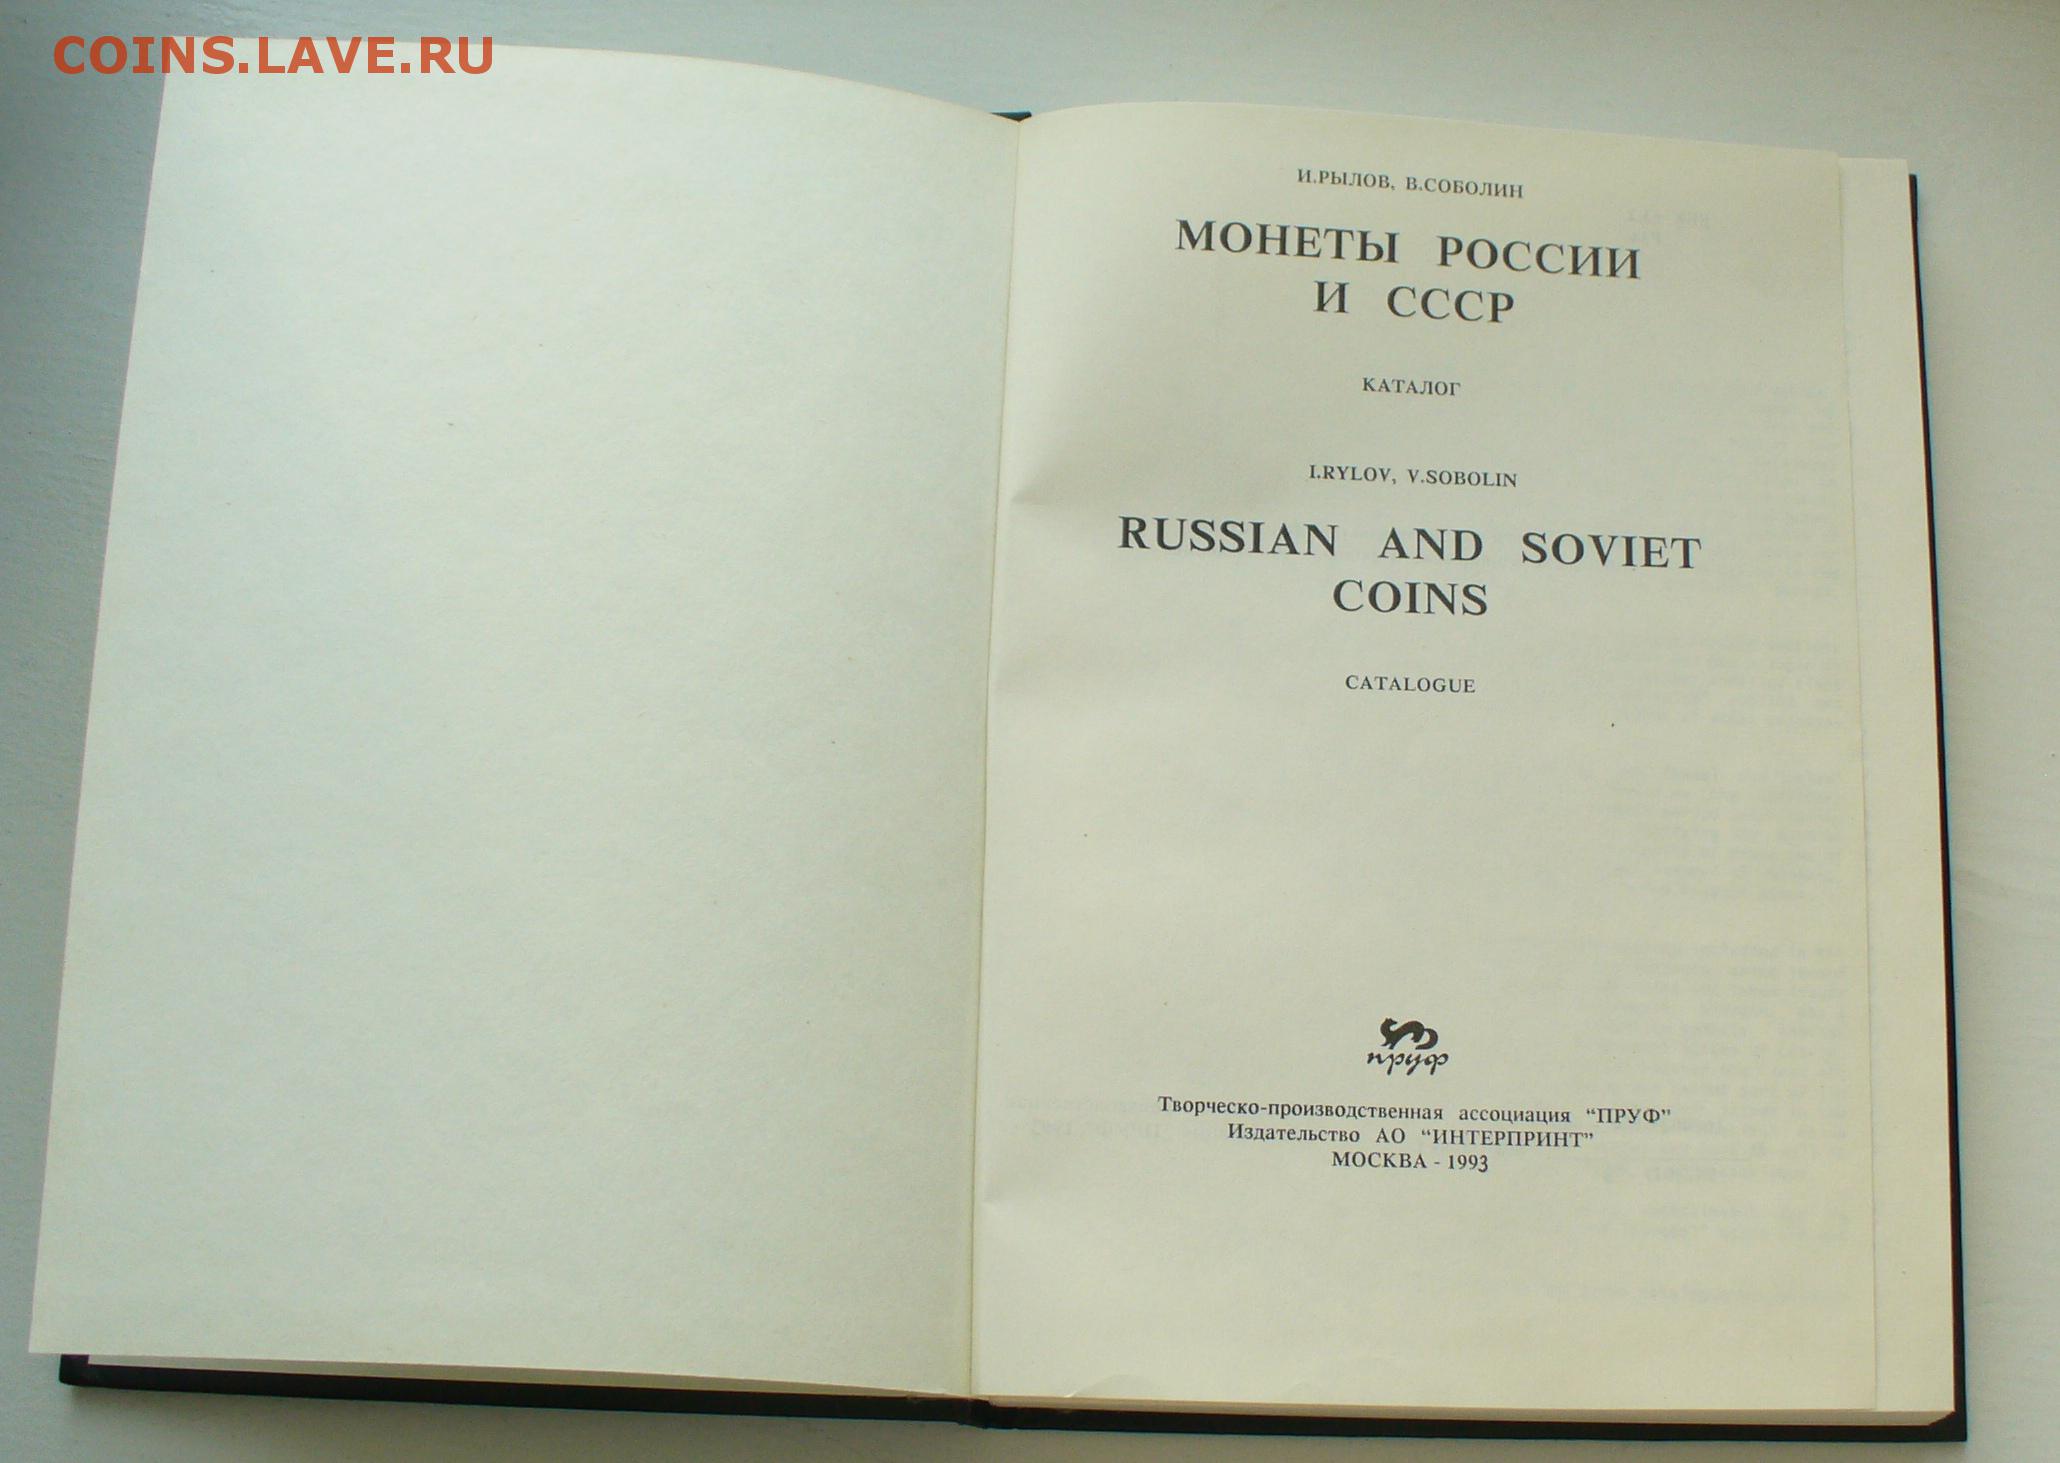 COINS.LAVE.RU
И.РЫЛОВ, В.СОБОЛИН
МОНЕТЫ РОССИИ
И СССР
КАТАЛОГ
I.RYLOV, V.SOBOLIN
RUSSIAN AND SOVIET
COINS
CATALOGUE
пруф
Творческо-производственная ассоциация “ПРУФ”
Издательство АО “ИНТЕРПРИНТ”
МОСКВА - 1993